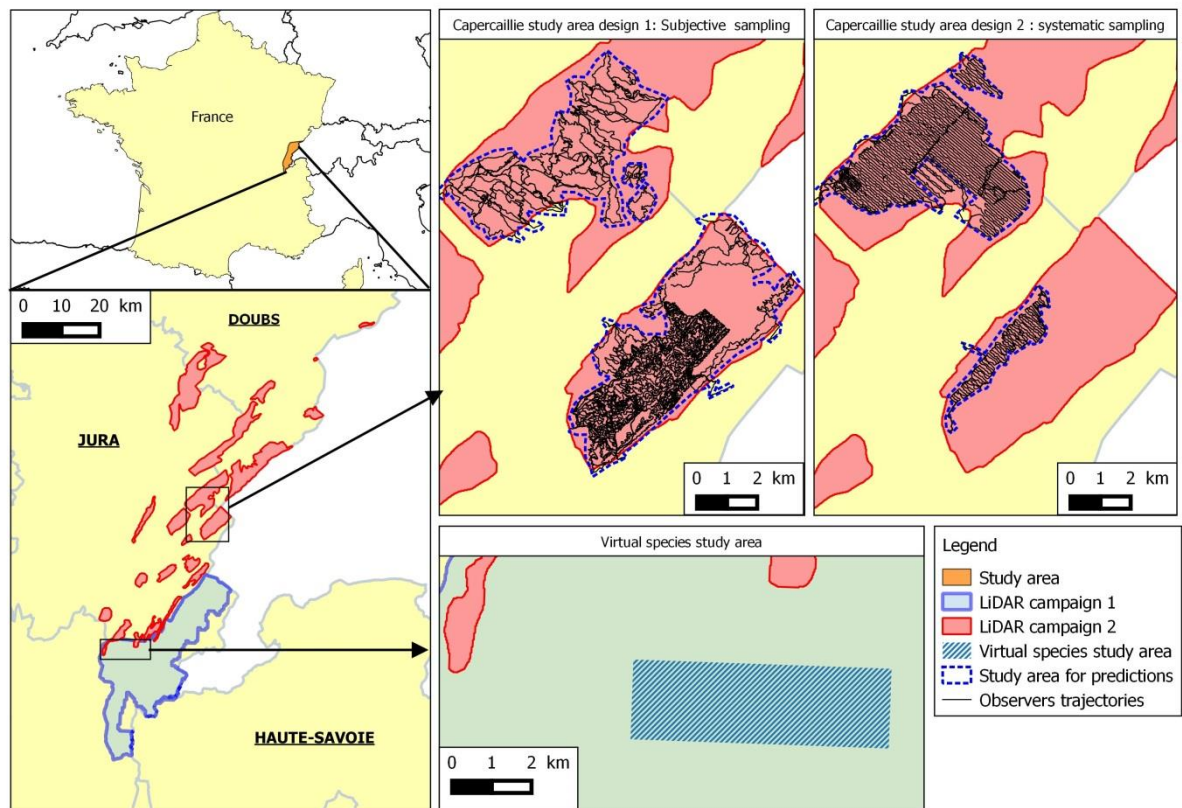 France
0 10 20 km
DOUBS
JURA
HAUTE-SAVOIE
Capercaillie study area design 1: Subjective sampling
0 1 2 km
Capercaillie study area design 2 : systematic sampling
0 1 2 km
Virtual species study area
0 1 2 km
Legend
Study area
LiDAR campaign 1
LiDAR campaign 2
Virtual species study area
Study area for predictions
Observers trajectories